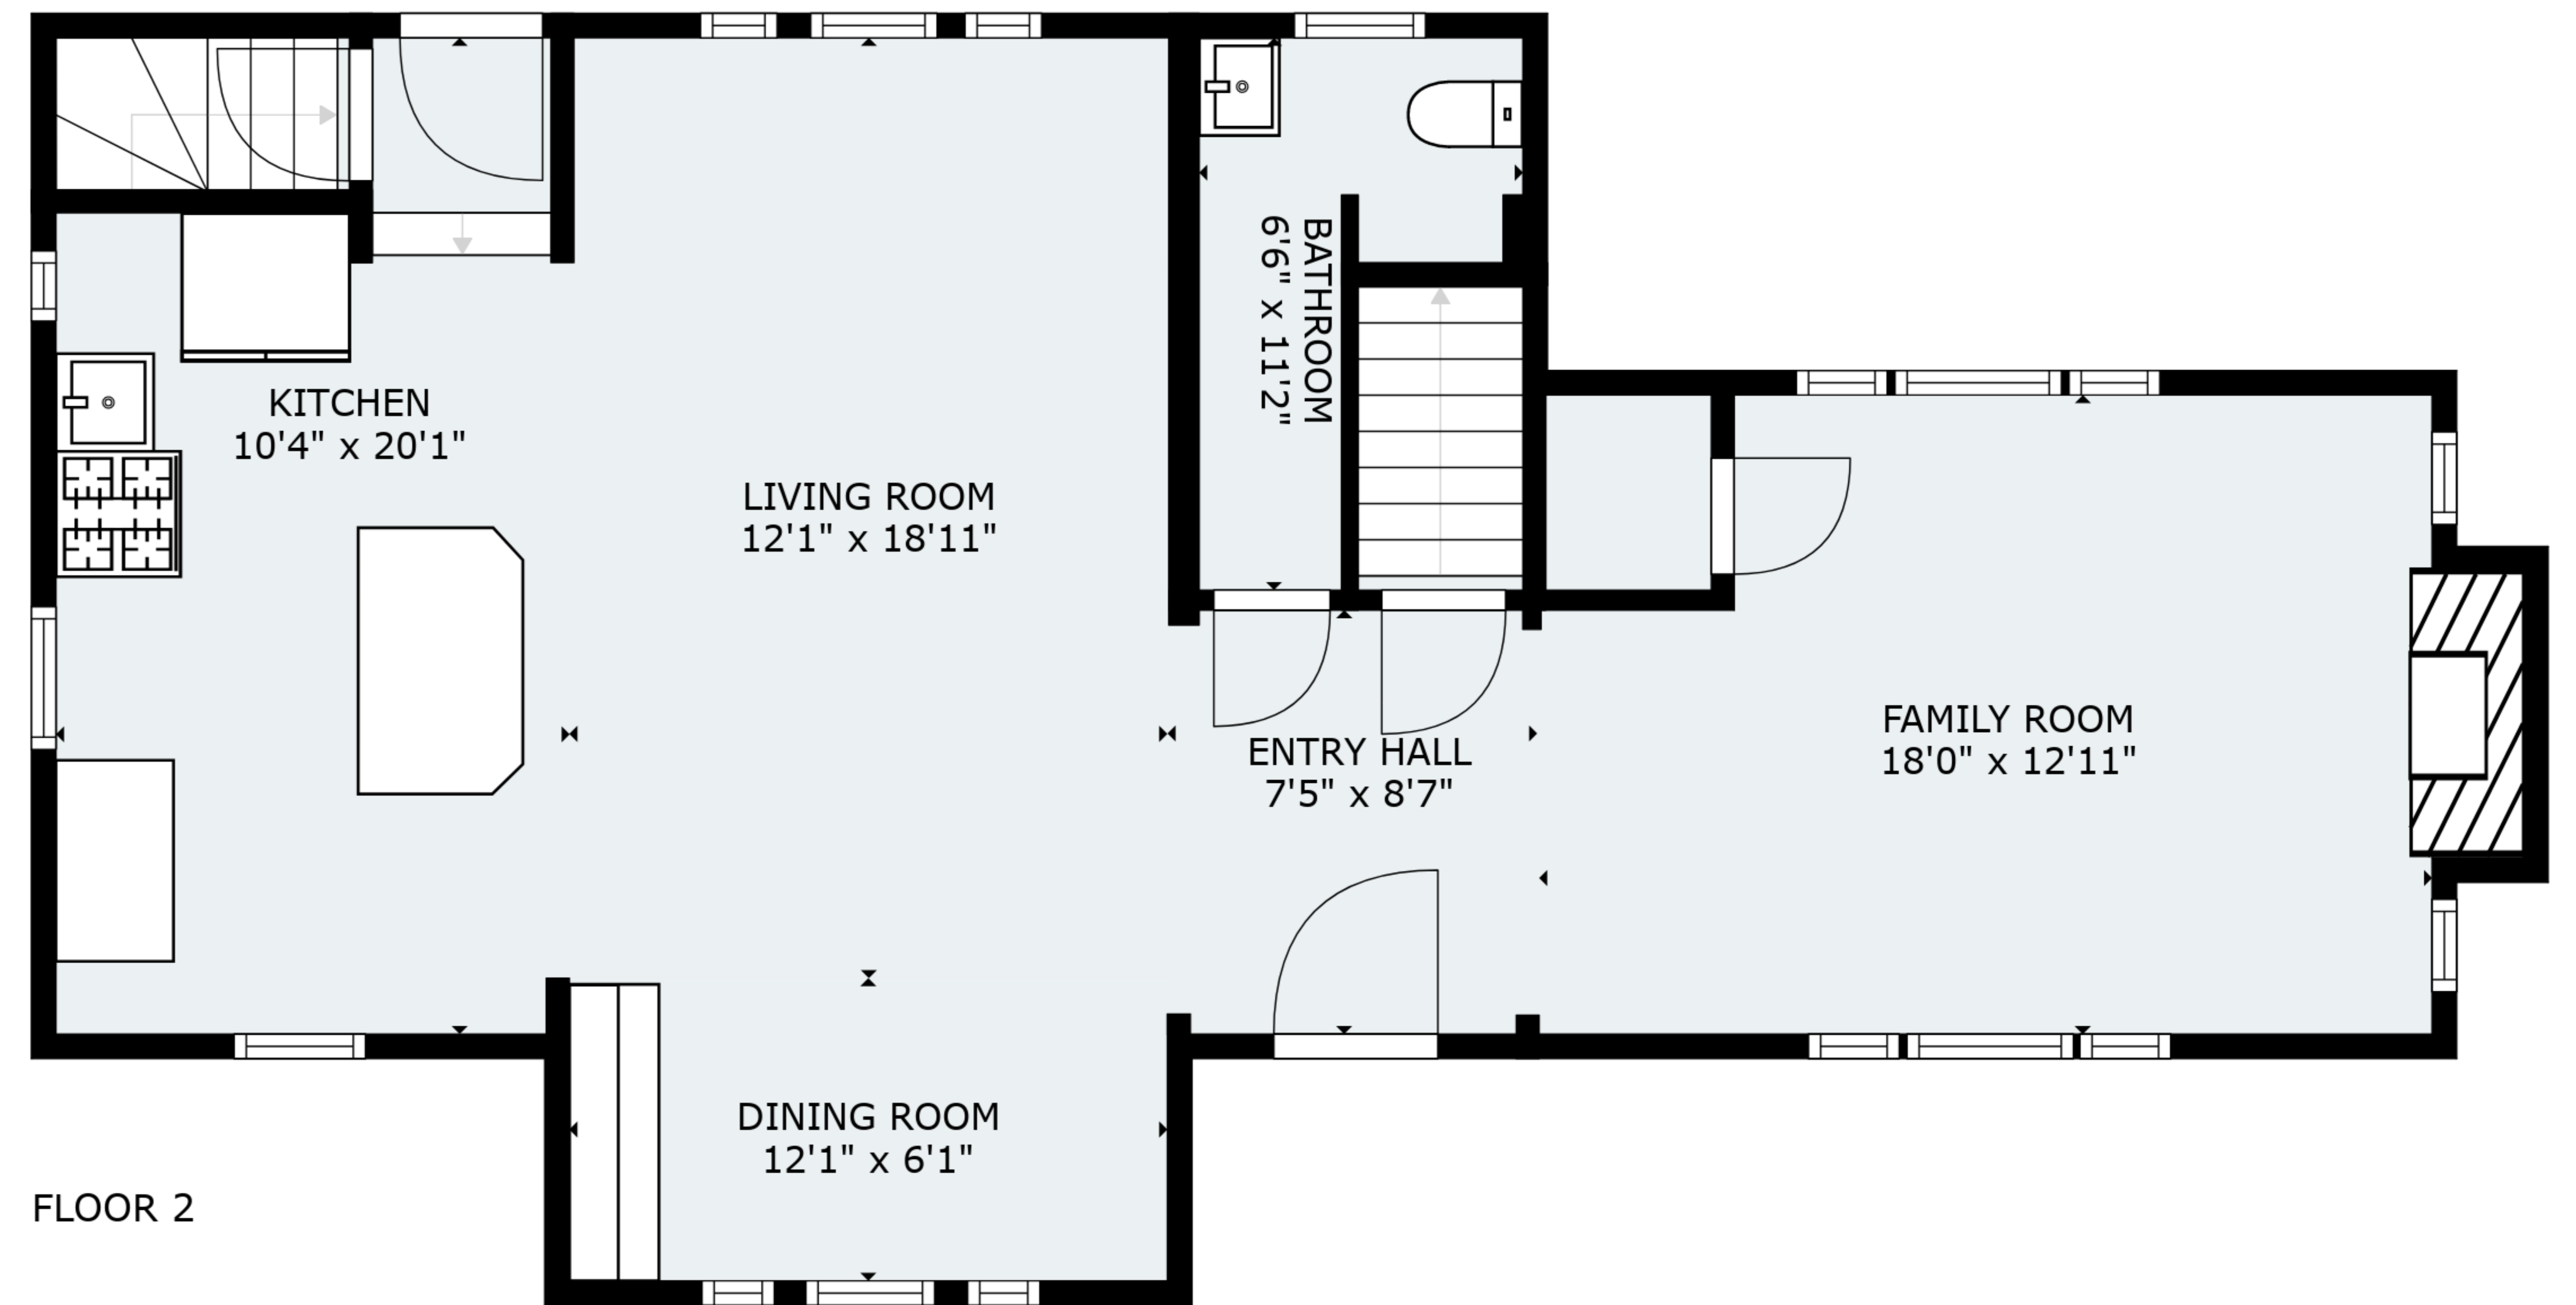 KITCHEN
10'4" x 20'1"
LIVING ROOM
12'1" x 18'11"
BATHROOM
6'6" x 11'2"
ENTRY HALL
7'5" x 8'7"
FAMILY ROOM
18'0" x 12'11"
DINING ROOM
12'1" x 6'1"
FLOOR 2